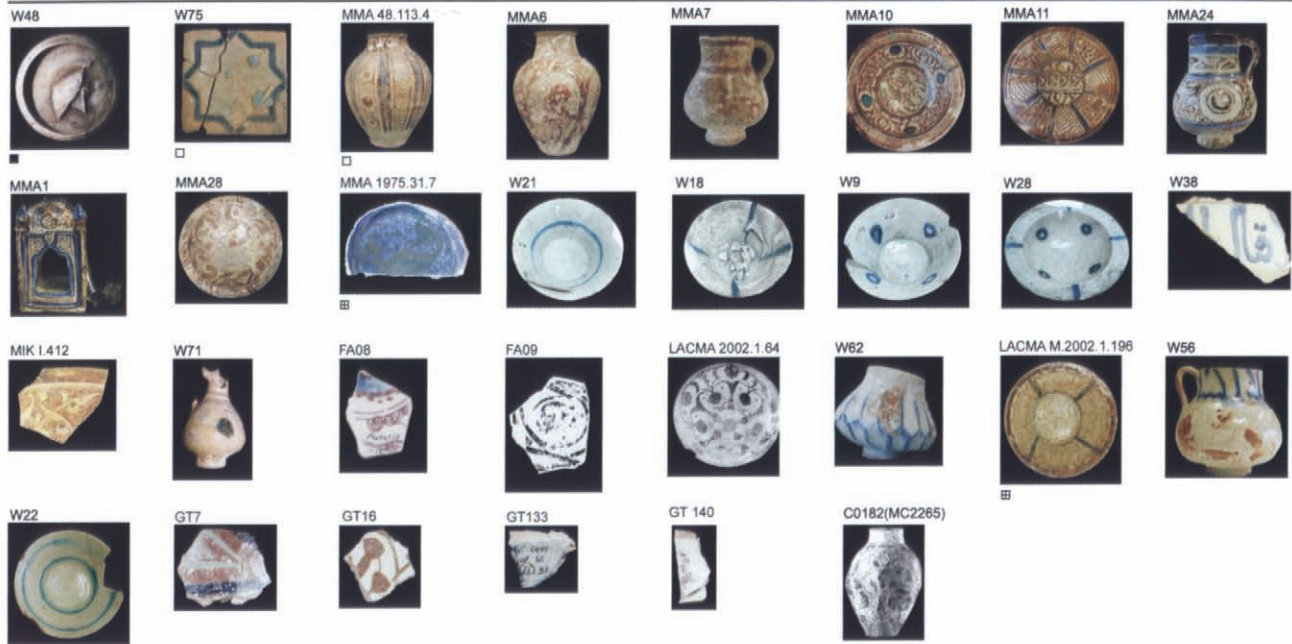 W48 W75 MMA 48.113.4 MMA6 MMA7 MMA10 MMA11 MMA24
MMA1 MMA28 MMA 1975.31.7 W21 W18 W9 W28 W38
MIK I.412 W71 FA08 FA09 LACMA 2002.1.64 W62 LACMA M.2002.1.196 W56
W22 GT7 GT16 GT133 GT 140 C0182(MC2265)